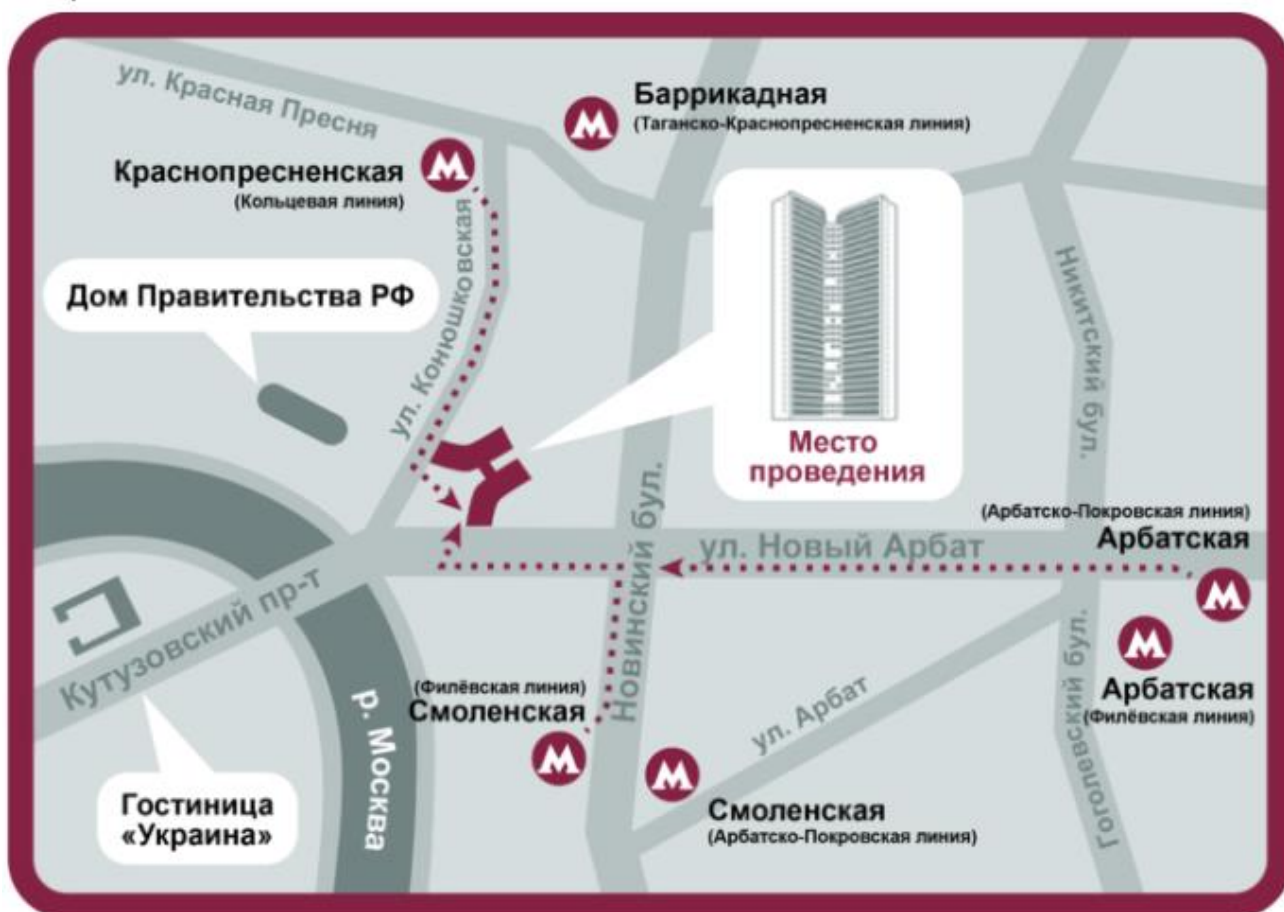 ул. Красная Пресня
Баррикадная
(Таганско-Краснопресненская линия)
М
Краснопресненская
(Кольцевая линия)
М
Дом Правительства РФ
ул. Конюшковская
Место
проведения
Никитский бул.
(Арбатско-Покровская линия)
Арбатская
М
ул. Новый Арбат
Новинский бул.
Кутузовский пр-т
р. Москва
(Филёвская линия)
Смоленская
М
ул. Арбат
Гоголевский бул.
М
Арбатская
(Филёвская линия)
М
Смоленская
(Арбатско-Покровская линия)
Гостиница
«Украина»